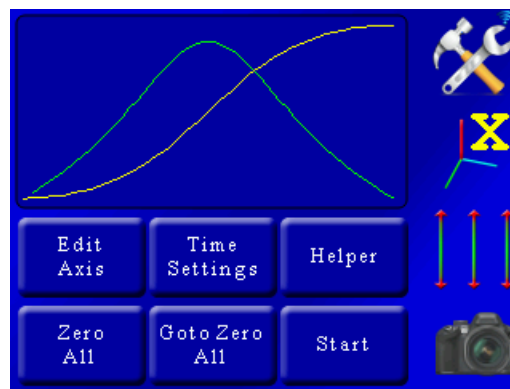 X
Edit
Axis
Time
Settings
Helper
Zero
All
Goto Zero
All
Start